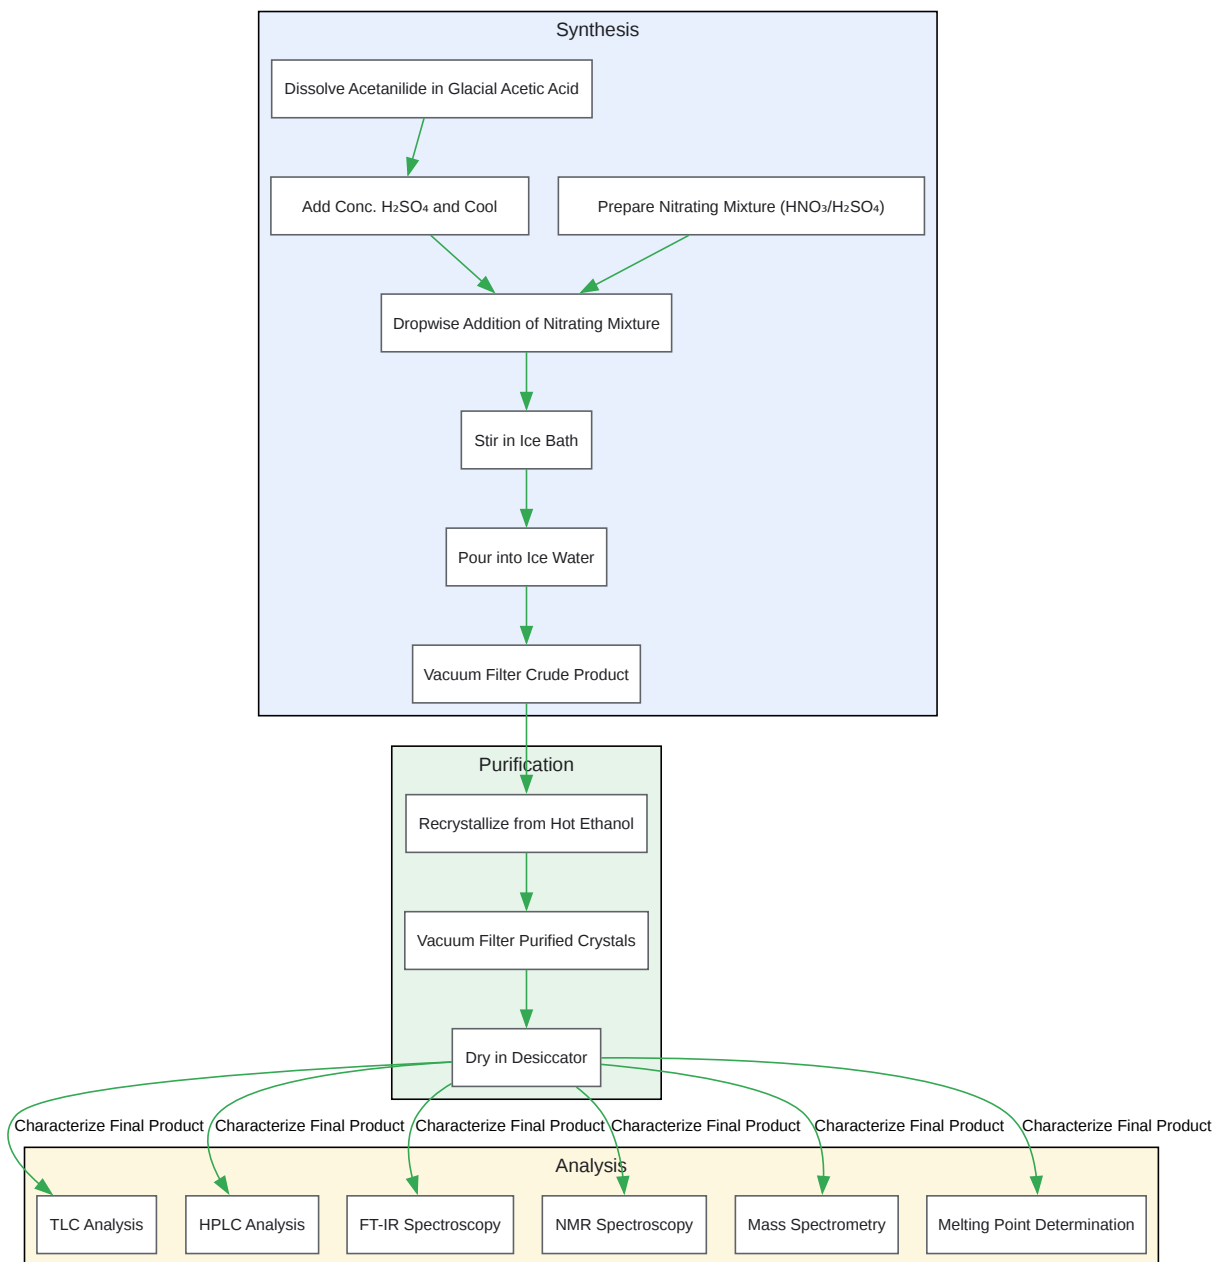 Synthesis
Dissolve Acetanilide in Glacial Acetic Acid
Add Conc. H₂SO₄ and Cool
Prepare Nitrating Mixture (HNO₃/H₂SO₄)
Dropwise Addition of Nitrating Mixture
Stir in Ice Bath
Pour into Ice Water
Vacuum Filter Crude Product
Purification
Recrystallize from Hot Ethanol
Vacuum Filter Purified Crystals
Dry in Desiccator
Characterize Final Product
Characterize Final Product
Characterize Final Product
Characterize Final Product
Characterize Final Product
Characterize Final Product
Analysis
TLC Analysis
HPLC Analysis
FT-IR Spectroscopy
NMR Spectroscopy
Mass Spectrometry
Melting Point Determination